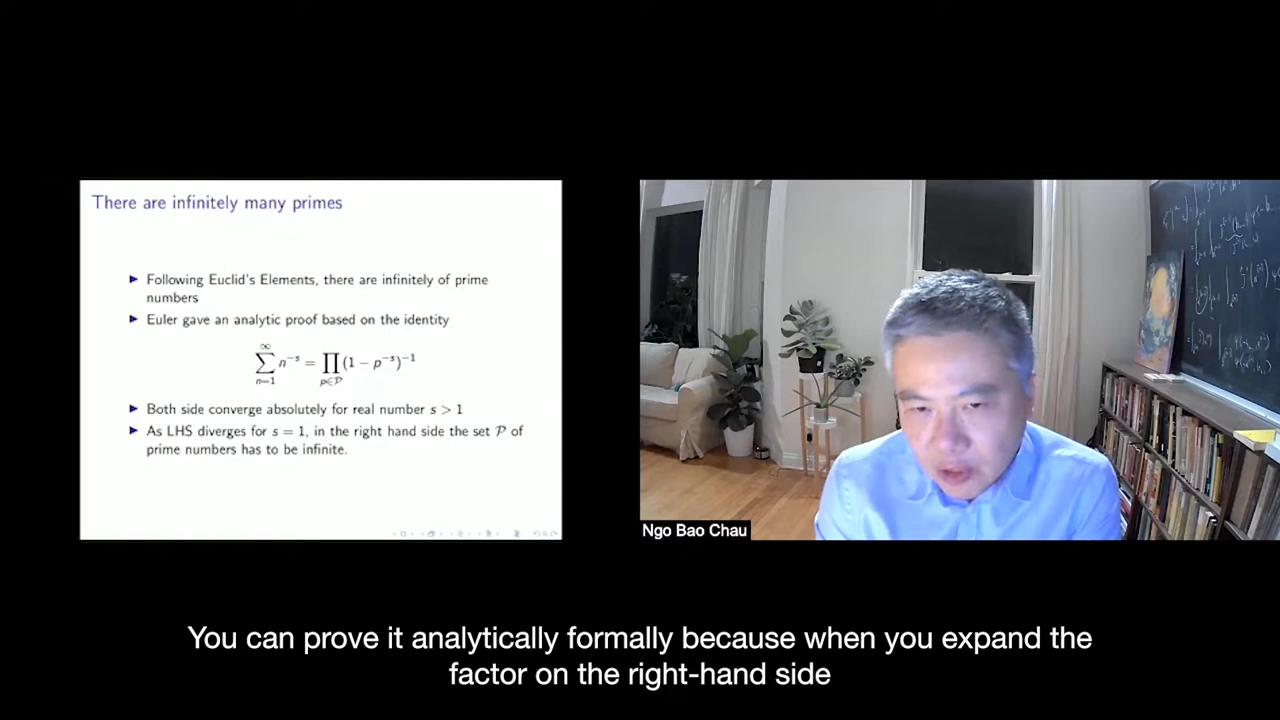 There are infinitely many primes
▶ Following Euclid's Elements, there are infinitely of prime
numbers
▶ Euler gave an analytic proof based on the identity
∞
∑ n⁻ˢ = ∏ (1 − p⁻ˢ)⁻¹
n=1 p∈𝒫
▶ Both side converge absolutely for real number s > 1
▶ As LHS diverges for s = 1, in the right hand side the set 𝒫 of
prime numbers has to be infinite.
Ngo Bao Chau
You can prove it analytically formally because when you expand the
factor on the right-hand side